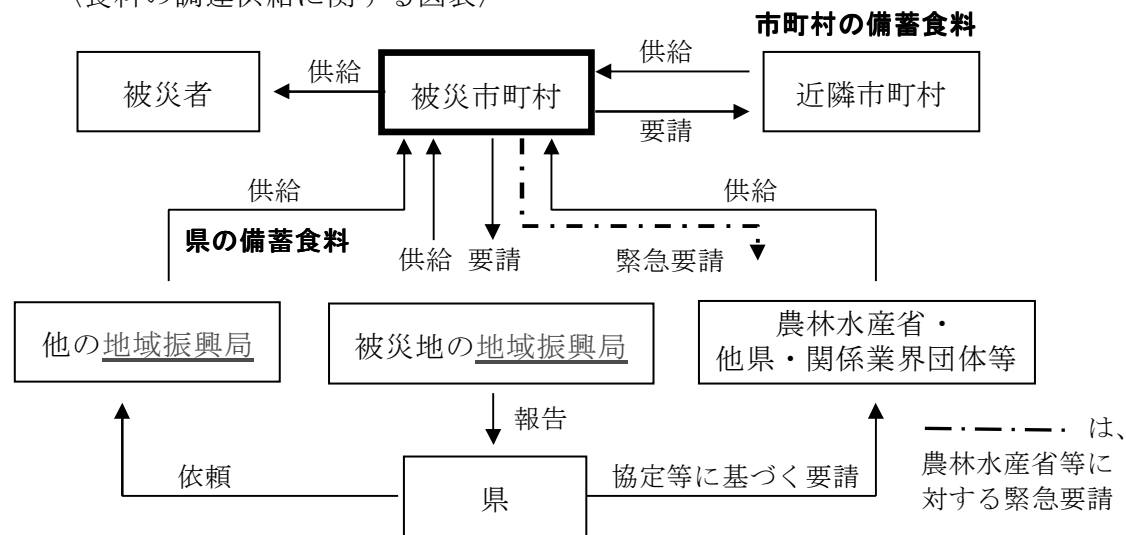 (食料の調達供給に関する図表)
市町村の備蓄食料
被災者
供給
被災市町村
供給
要請
近隣市町村
供給
県の備蓄食料
供給
要請
緊急要請
供給
他の地域振興局
被災地の地域振興局
農林水産省・
他県・関係業界団体等
報告
依頼
県
協定等に基づく要請
は、
農林水産省等に
対する緊急要請